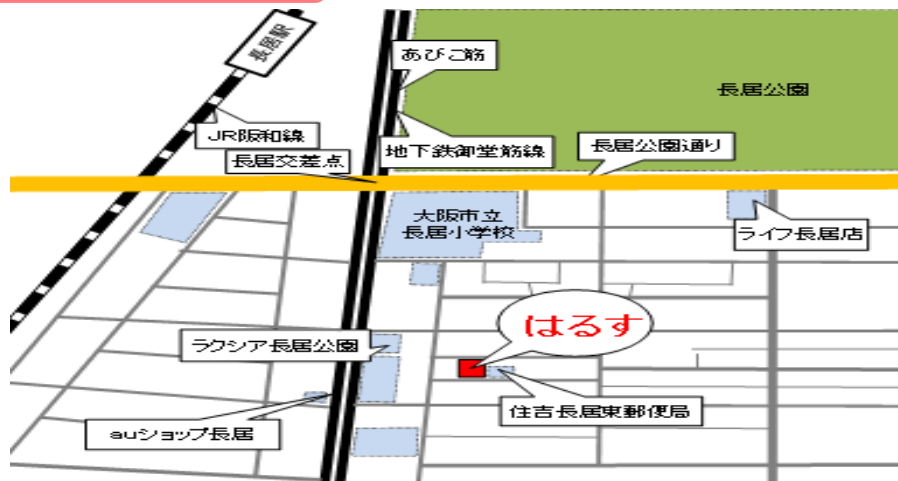 長居駅
あびこ筋
長居公園
JR阪和線
地下鉄御堂筋線
長居公園通り
長居交差点
大阪市立
長居小学校
ライフ長居店
はるす
ラクシア長居公園
住吉長居東郵便局
auショップ長居